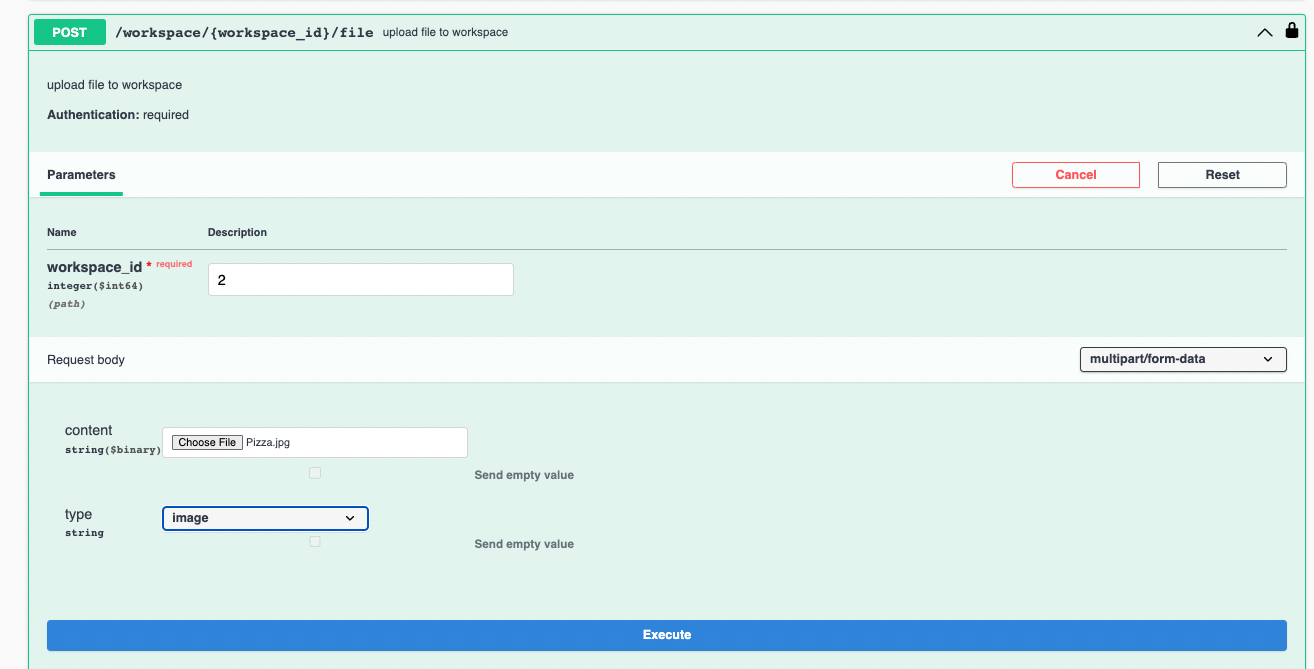 POST /workspace/{workspace_id}/file upload file to workspace
upload file to workspace
Authentication: required
Parameters
Cancel
Reset
Name Description
workspace_id * required
integer($int64)
(path)
2
Request body
multipart/form-data
content
string($binary)
Choose File Pizza.jpg
Send empty value
type
string
image
Send empty value
Execute